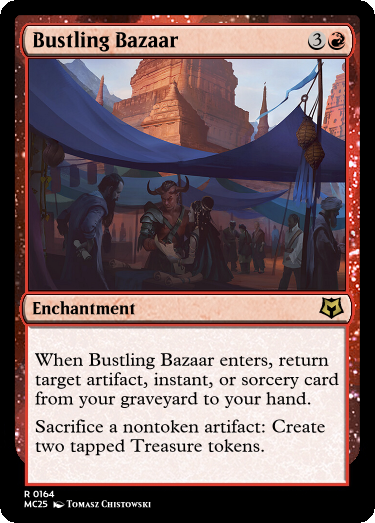 Bustling Bazaar 3
Enchantment
When Bustling Bazaar enters, return
target artifact, instant, or sorcery card
from your graveyard to your hand.
Sacrifice a nontoken artifact: Create
two tapped Treasure tokens.
R 0164
MC25 Tomasz Chistowski